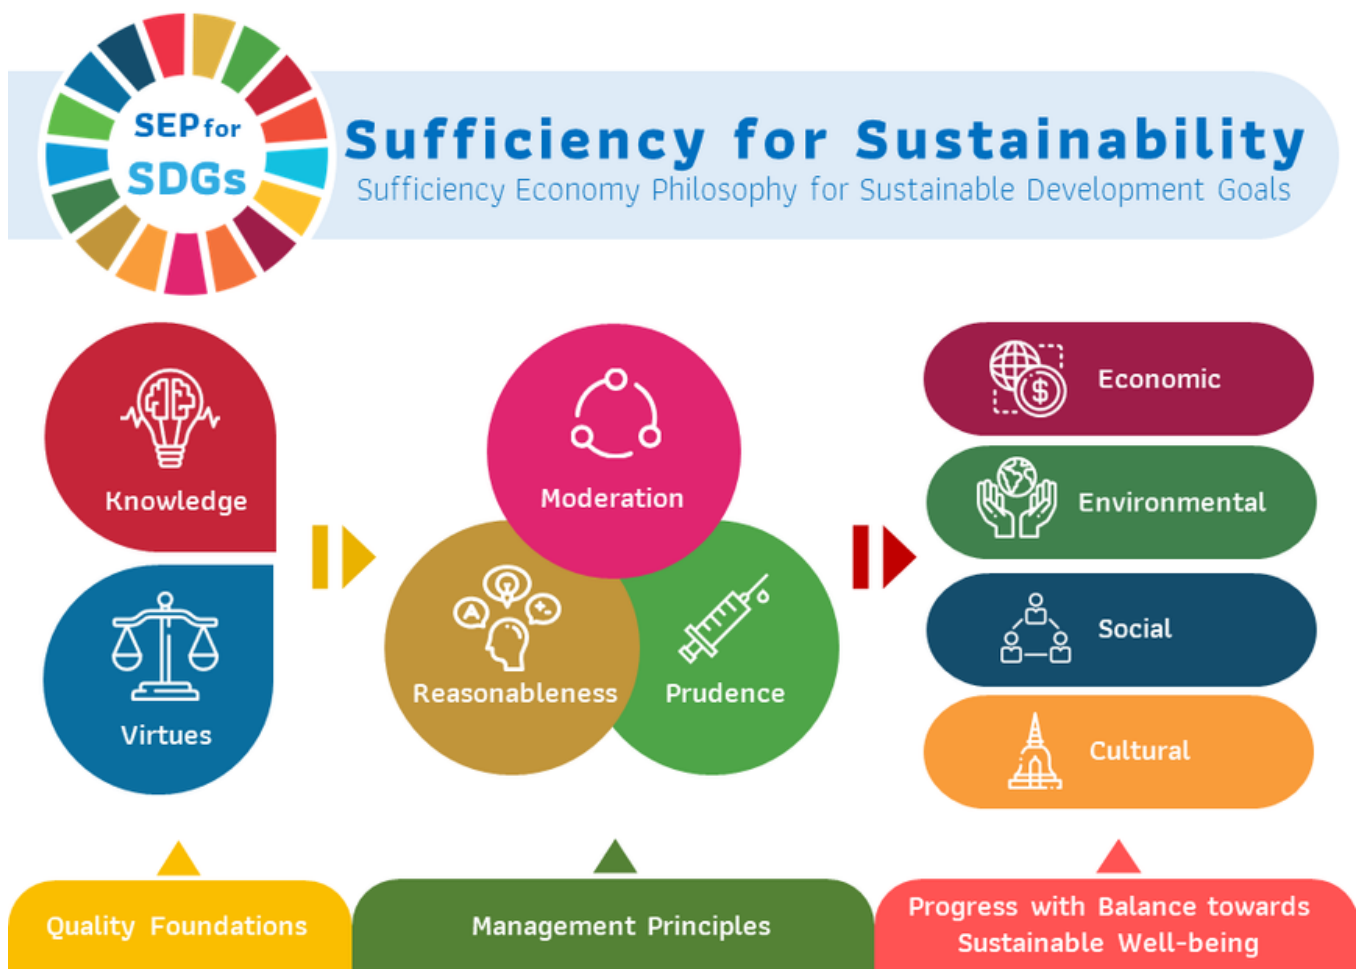 SEP for
SDGs
Sufficiency for Sustainability
Sufficiency Economy Philosophy for Sustainable Development Goals
Knowledge
Virtues
Moderation
Reasonableness
Prudence
Economic
Environmental
Social
Cultural
Quality Foundations
Management Principles
Progress with Balance towards
Sustainable Well-being